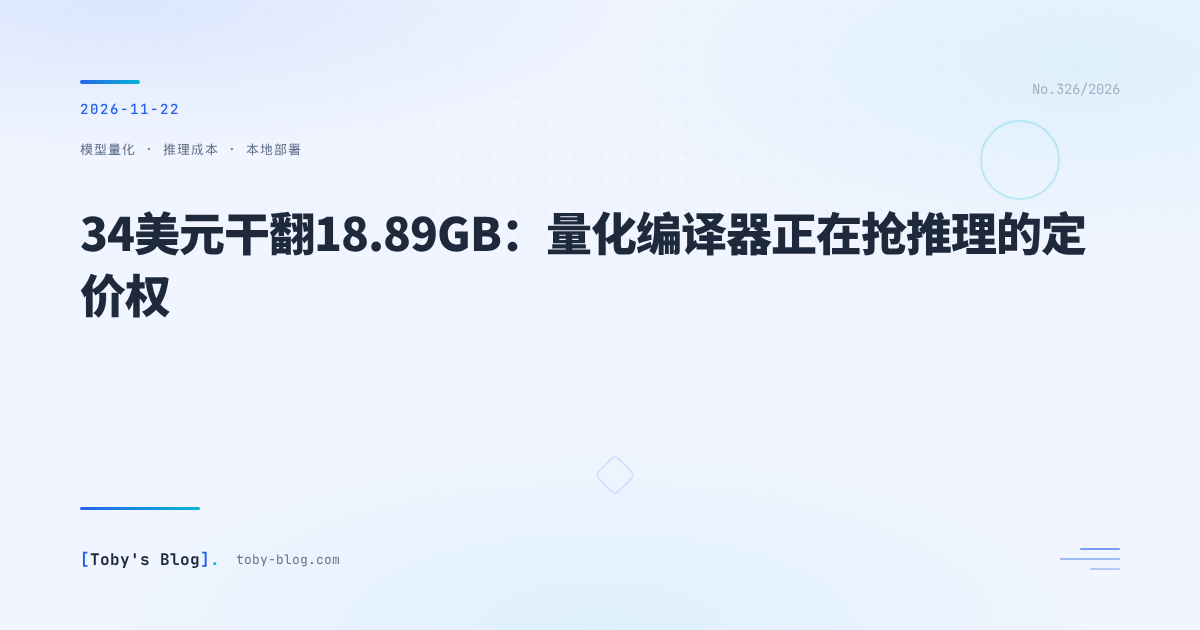 2026-11-22
No.326/2026
模型量化 · 推理成本 · 本地部署
34美元干翻18.89GB：量化编译器正在抢推理的定
价权
[Toby's Blog]. toby-blog.com